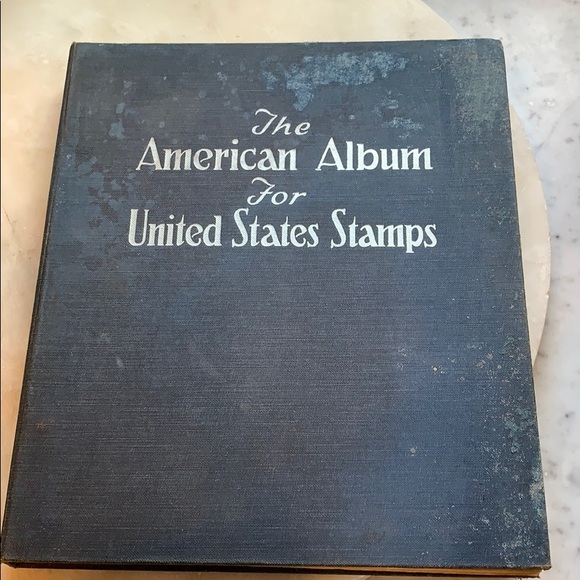 The
American Album
For
United States Stamps